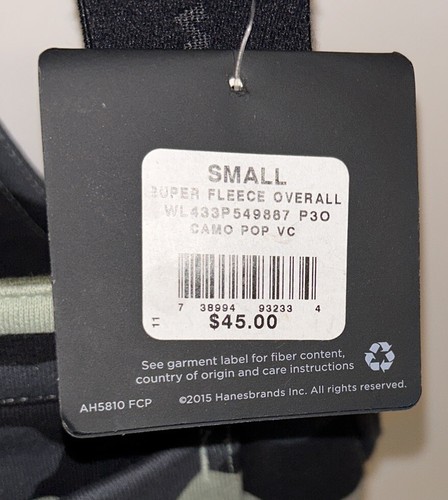 SMALL
SUPER FLEECE OVERALL
WL433P549887 P3O
CAMO POP VC
7 38994 93233 4
11
$45.00
See garment label for fiber content,
country of origin and care instructions
AH5810 FCP ©2015 Hanesbrands Inc. All rights reserved.